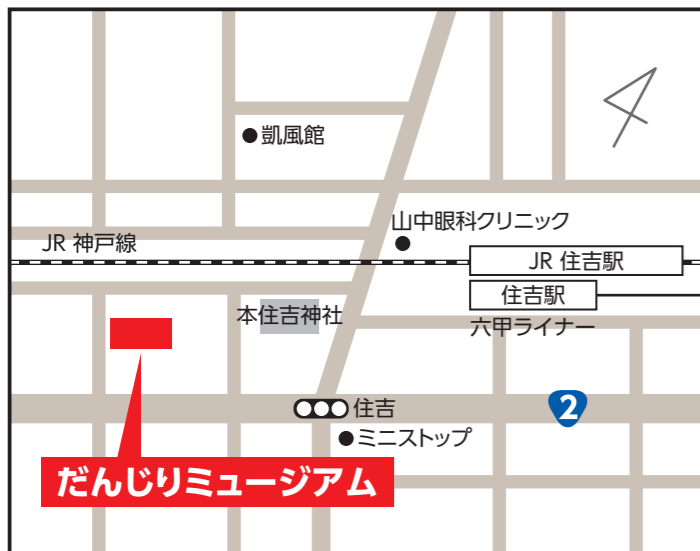 凱風館
山中眼科クリニック
JR 神戸線
JR 住吉駅
住吉駅
六甲ライナー
本住吉神社
住吉
2
ミニストップ
だんじりミュージアム